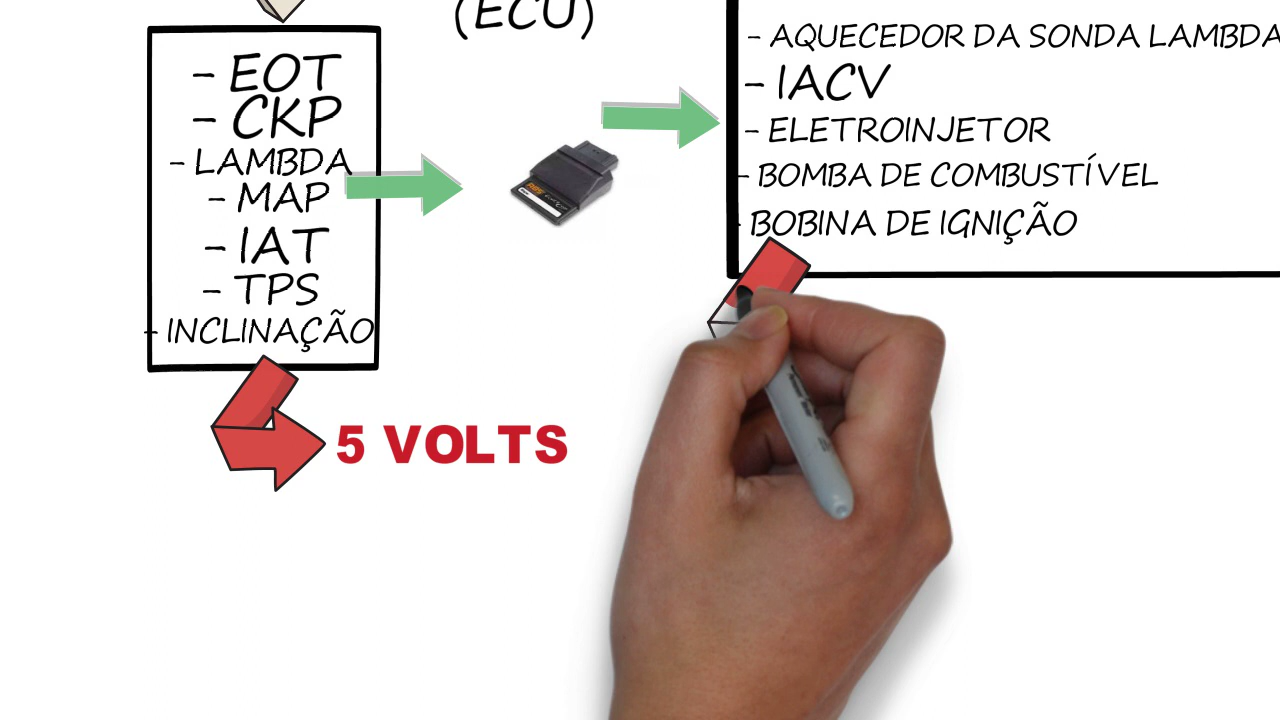 (ECU)
- EOT
- CKP
- LAMBDA
- MAP
- IAT
- TPS
- INCLINAÇÃO
5 VOLTS
- AQUECEDOR DA SONDA LAMBDA
- IACV
- ELETROINJETOR
- BOMBA DE COMBUSTÍVEL
- BOBINA DE IGNIÇÃO